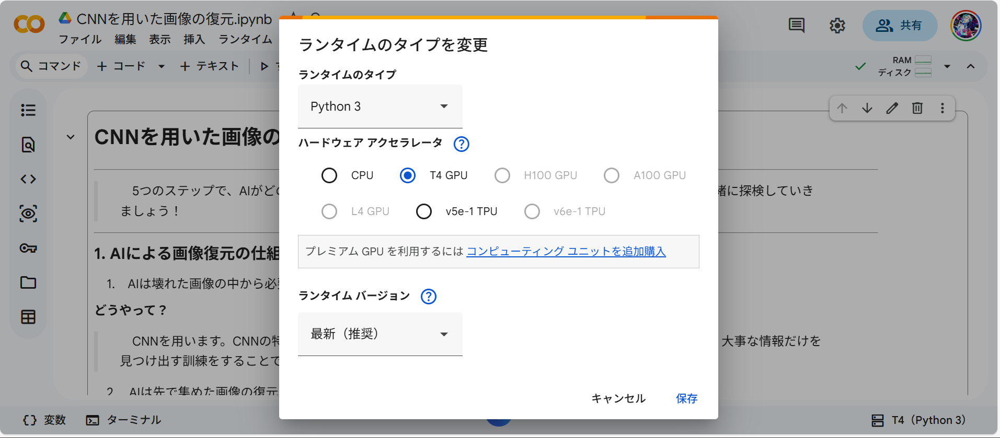 CNNを用いた画像の復元.ipynb
ファイル 編集 表示 挿入 ランタイム
共有
コマンド + コード + テキスト
RAM
ディスク
ランタイムのタイプを変更
ランタイムのタイプ
Python 3
ハードウェア アクセラレータ ?
CPU T4 GPU H100 GPU A100 GPU
L4 GPU v5e-1 TPU v6e-1 TPU
プレミアム GPU を利用するには コンピューティング ユニットを追加購入
ランタイム バージョン ?
最新（推奨）
キャンセル 保存
CNNを用いた画像の
5つのステップで、AIがど
緒に探検していき
ましょう！
1. AIによる画像復元の仕組
1. AIは壊れた画像の中から必
どうやって？
CNNを用います。CNNの特
大事な情報だけを
見つけ出す訓練をすることで
2. AIは先で集めた画像の復元
変数 ターミナル
T4（Python 3）